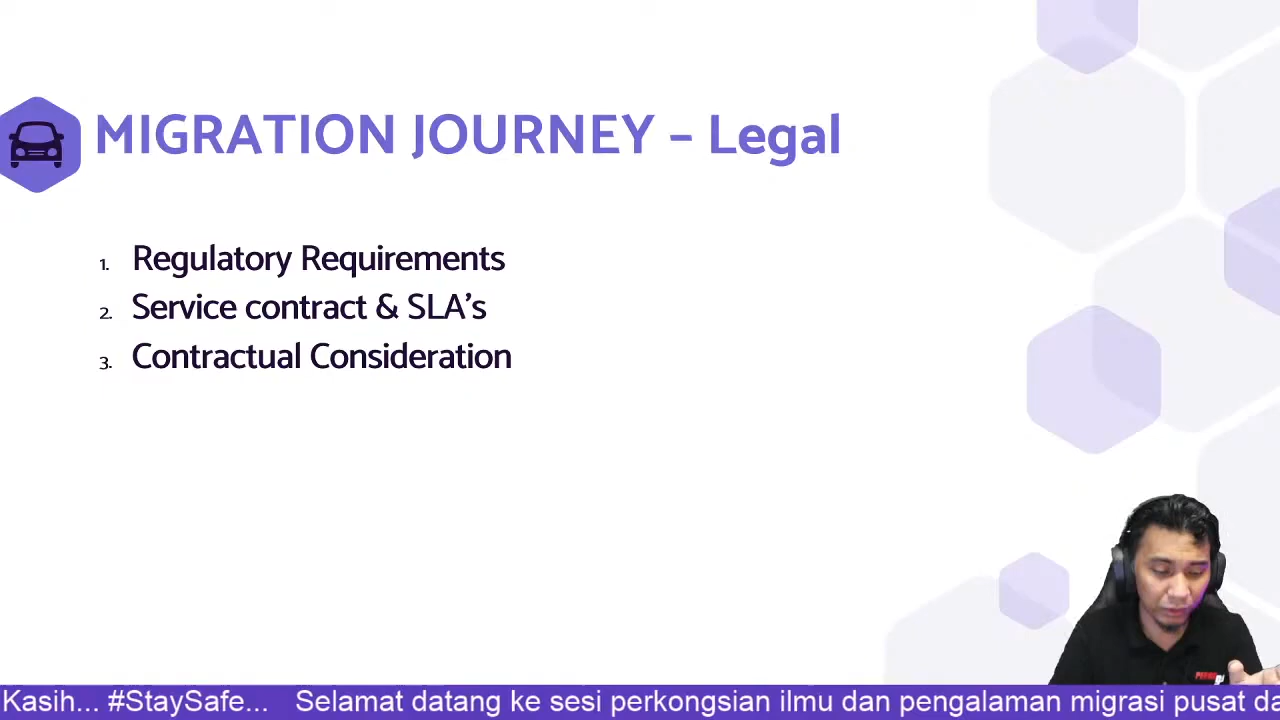 MIGRATION JOURNEY – Legal
1. Regulatory Requirements
2. Service contract & SLA's
3. Contractual Consideration
Kasih... #StaySafe... Selamat datang ke sesi perkongsian ilmu dan pengalaman migrasi pusat da